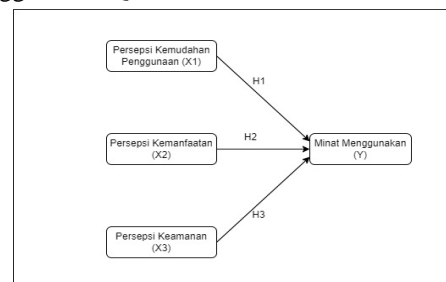 Persepsi Kemudahan
Penggunaan (X1)
H1
Persepsi Kemanfaatan
(X2)
H2
Minat Menggunakan
(Y)
H3
Persepsi Keamanan
(X3)